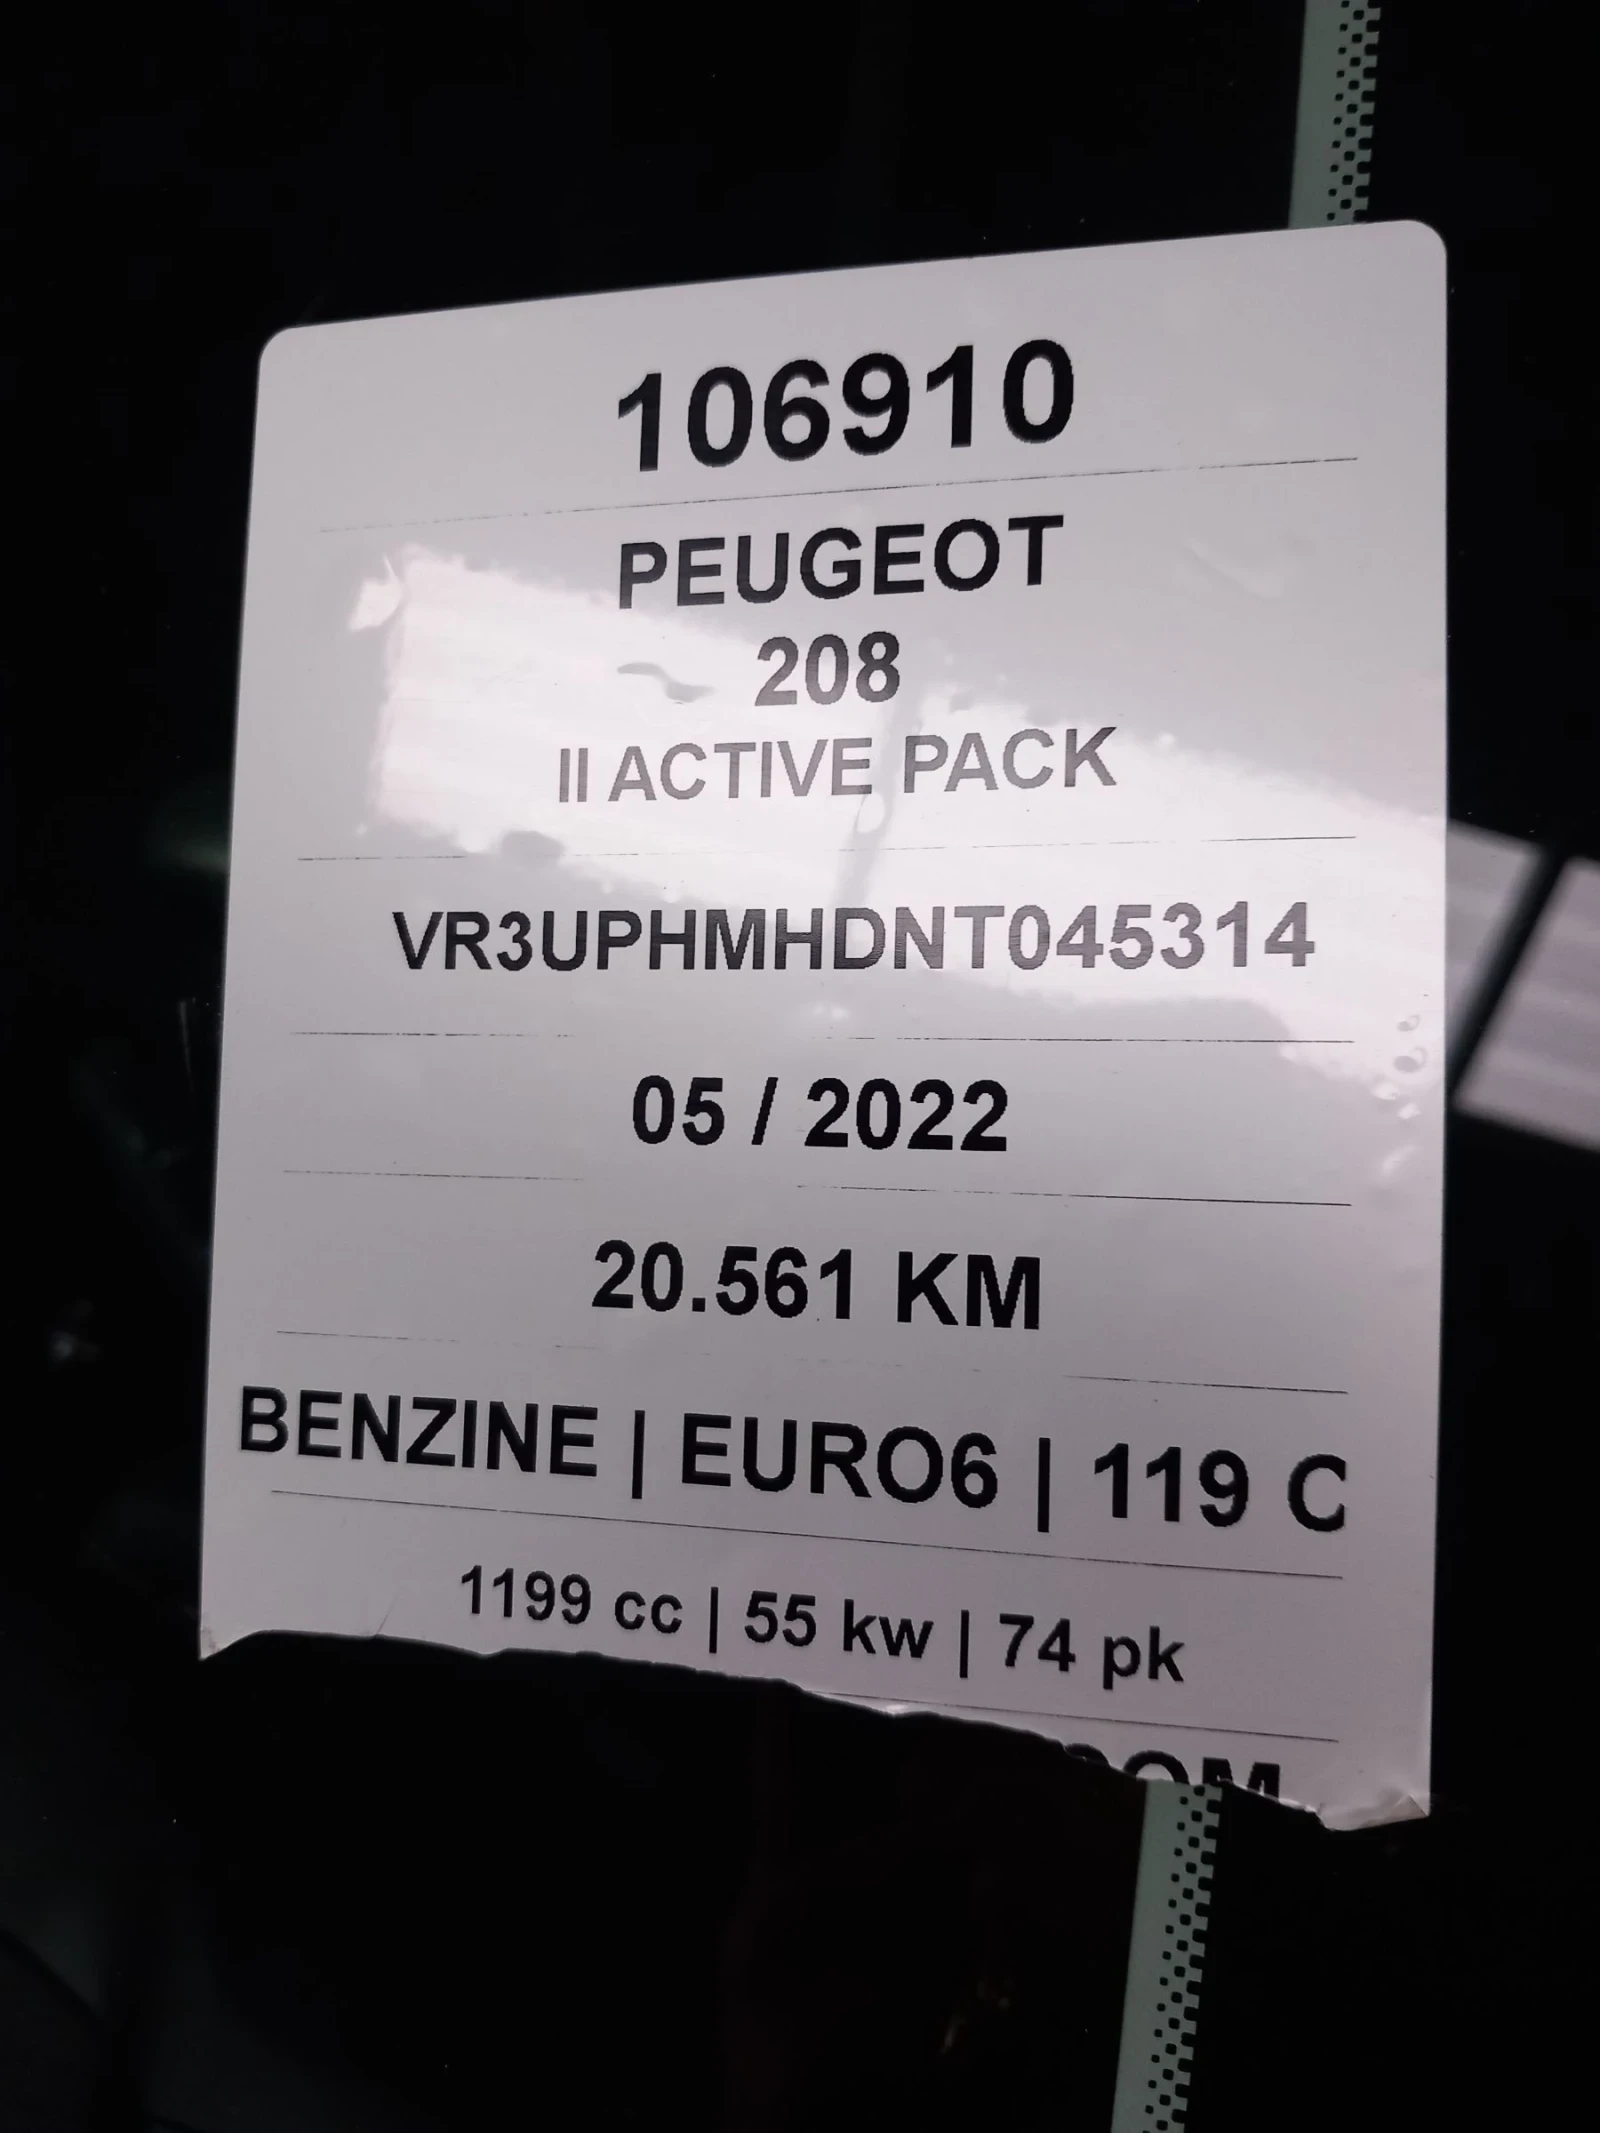 106910
PEUGEOT
208
II ACTIVE PACK
VR3UPHMHDNT045314
05 / 2022
20.561 KM
BENZINE | EURO6 | 119 C
1199 cc | 55 kw | 74 pk